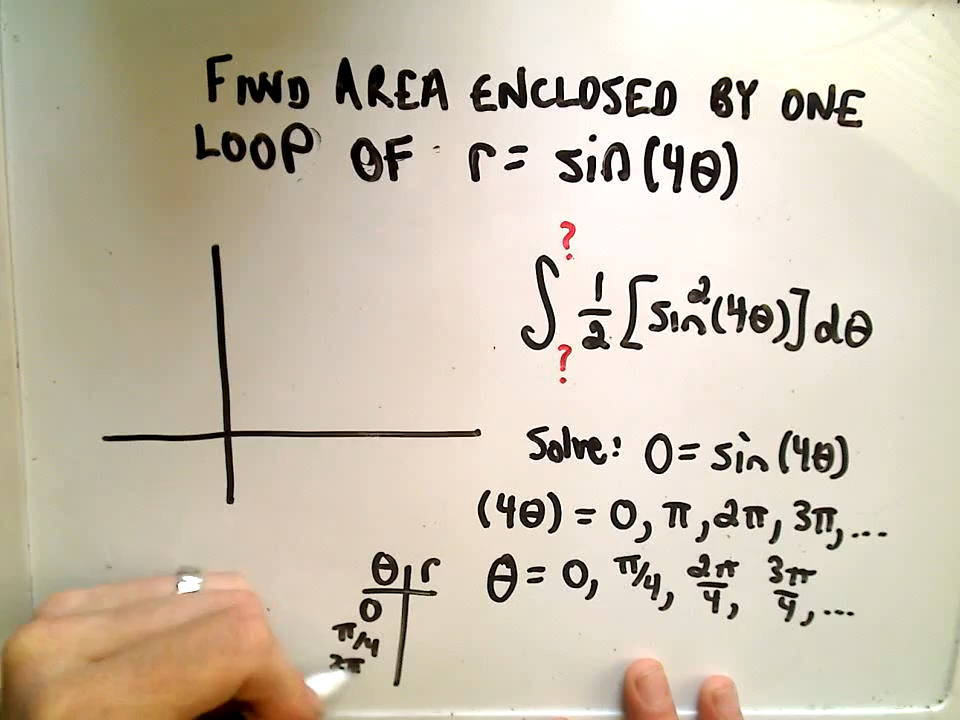 FIND AREA ENCLOSED BY ONE
LOOP OF r = sin(4θ)
?
∫ 1/2 [sin²(4θ)] dθ
?
Solve: 0 = sin(4θ)
(4θ) = 0, π, 2π, 3π, ...
θ = 0, π/4, 2π/4, 3π/4, ...
θ r
0
π/4
2π